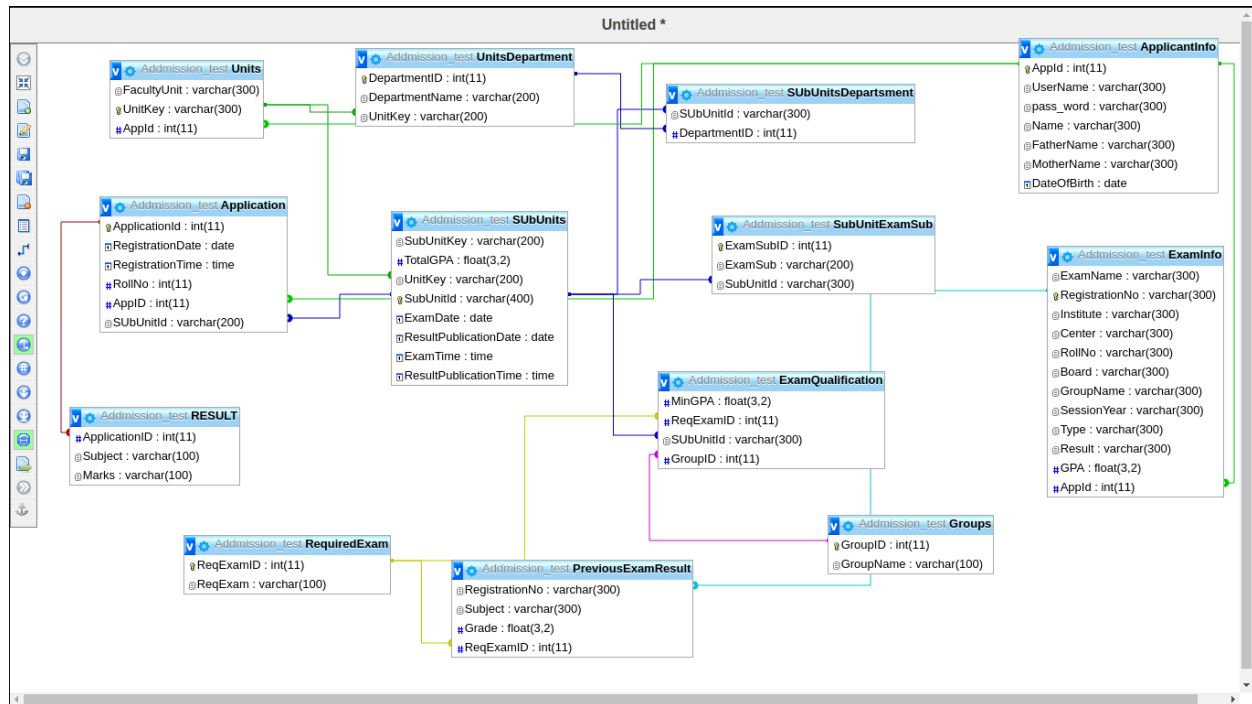 Untitled *
Addmission_test Units
FacultyUnit : varchar(300)
UnitKey : varchar(300)
AppId : int(11)
Addmission_test UnitsDepartment
DepartmentID : int(11)
DepartmentName : varchar(200)
UnitKey : varchar(200)
Addmission_test SUbUnitsDepartsment
SUbUnitId : varchar(300)
DepartmentID : int(11)
Addmission_test ApplicantInfo
AppId : int(11)
UserName : varchar(300)
pass_word : varchar(300)
Name : varchar(300)
FatherName : varchar(300)
MotherName : varchar(300)
DateOfBirth : date
Addmission_test Application
ApplicationId : int(11)
RegistrationDate : date
RegistrationTime : time
RollNo : int(11)
AppID : int(11)
SUbUnitId : varchar(200)
Addmission_test SUbUnits
SubUnitKey : varchar(200)
TotalGPA : float(3,2)
UnitKey : varchar(200)
SubUnitId : varchar(400)
ExamDate : date
ResultPublicationDate : date
ExamTime : time
ResultPublicationTime : time
Addmission_test SubUnitExamSub
ExamSubID : int(11)
ExamSub : varchar(200)
SubUnitId : varchar(300)
Addmission_test ExamInfo
ExamName : varchar(300)
RegistrationNo : varchar(300)
Institute : varchar(300)
Center : varchar(300)
RollNo : varchar(300)
Board : varchar(300)
GroupName : varchar(300)
SessionYear : varchar(300)
Type : varchar(300)
Result : varchar(300)
GPA : float(3,2)
AppId : int(11)
Addmission_test RESULT
ApplicationID : int(11)
Subject : varchar(100)
Marks : varchar(100)
Addmission_test ExamQualification
MinGPA : float(3,2)
ReqExamID : int(11)
SUbUnitId : varchar(300)
GroupID : int(11)
Addmission_test Groups
GroupID : int(11)
GroupName : varchar(100)
Addmission_test RequiredExam
ReqExamID : int(11)
ReqExam : varchar(100)
Addmission_test PreviousExamResult
RegistrationNo : varchar(300)
Subject : varchar(300)
Grade : float(3,2)
ReqExamID : int(11)